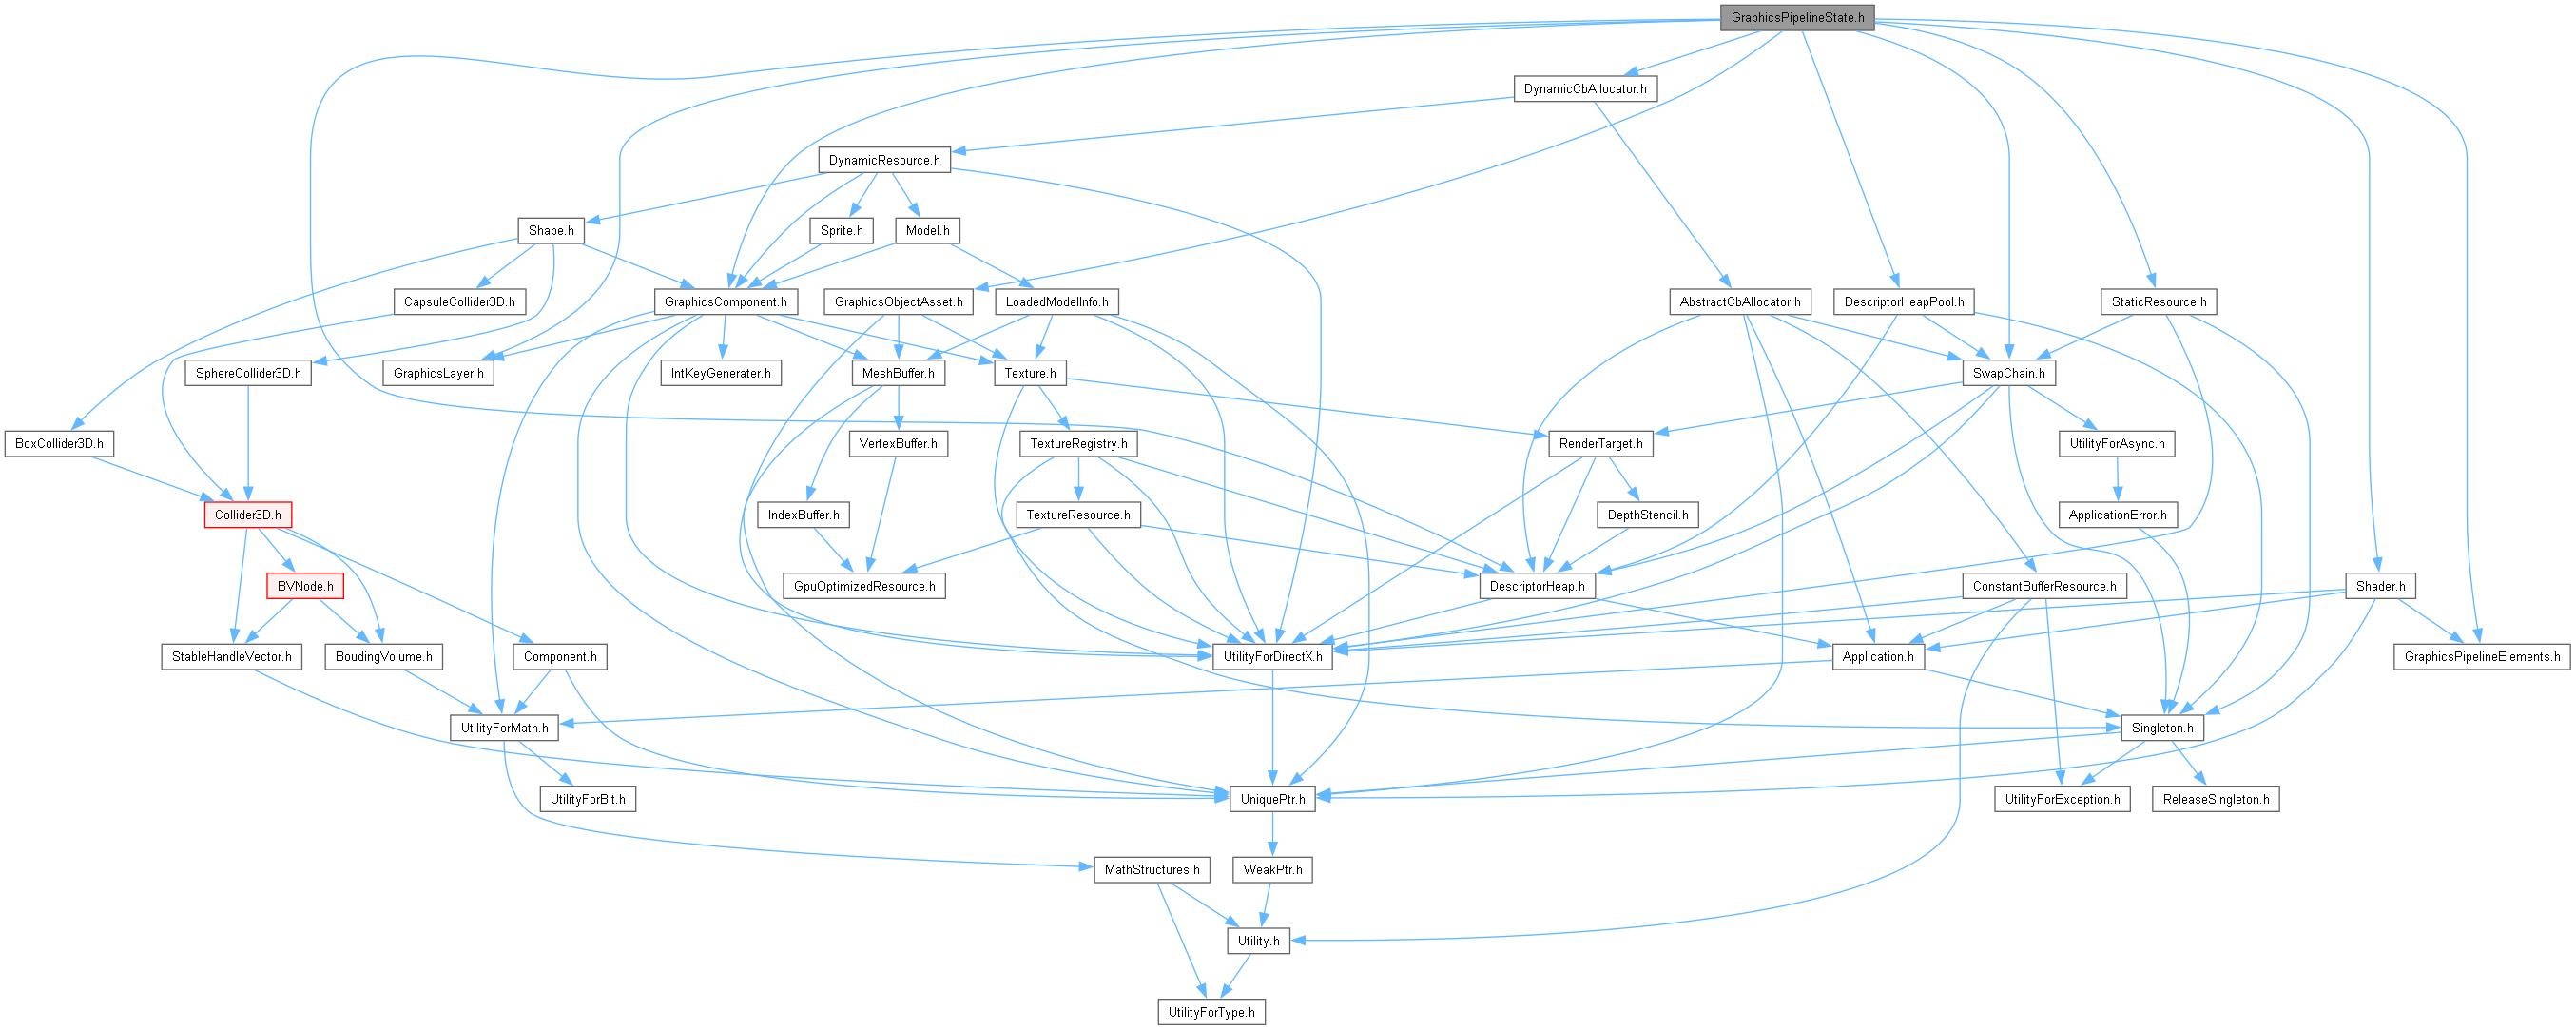 GraphicsPipelineState.h
DynamicCbAllocator.h
DynamicResource.h
Shape.h
Sprite.h
Model.h
CapsuleCollider3D.h
GraphicsComponent.h
GraphicsObjectAsset.h
LoadedModelInfo.h
AbstractCbAllocator.h
DescriptorHeapPool.h
StaticResource.h
SphereCollider3D.h
GraphicsLayer.h
IntKeyGenerater.h
MeshBuffer.h
Texture.h
SwapChain.h
BoxCollider3D.h
VertexBuffer.h
TextureRegistry.h
RenderTarget.h
UtilityForAsync.h
Collider3D.h
IndexBuffer.h
TextureResource.h
DepthStencil.h
ApplicationError.h
BVNode.h
GpuOptimizedResource.h
DescriptorHeap.h
ConstantBufferResource.h
Shader.h
StableHandleVector.h
BoudingVolume.h
Component.h
UtilityForDirectX.h
Application.h
GraphicsPipelineElements.h
UtilityForMath.h
Singleton.h
UtilityForBit.h
UniquePtr.h
UtilityForException.h
ReleaseSingleton.h
MathStructures.h
WeakPtr.h
Utility.h
UtilityForType.h